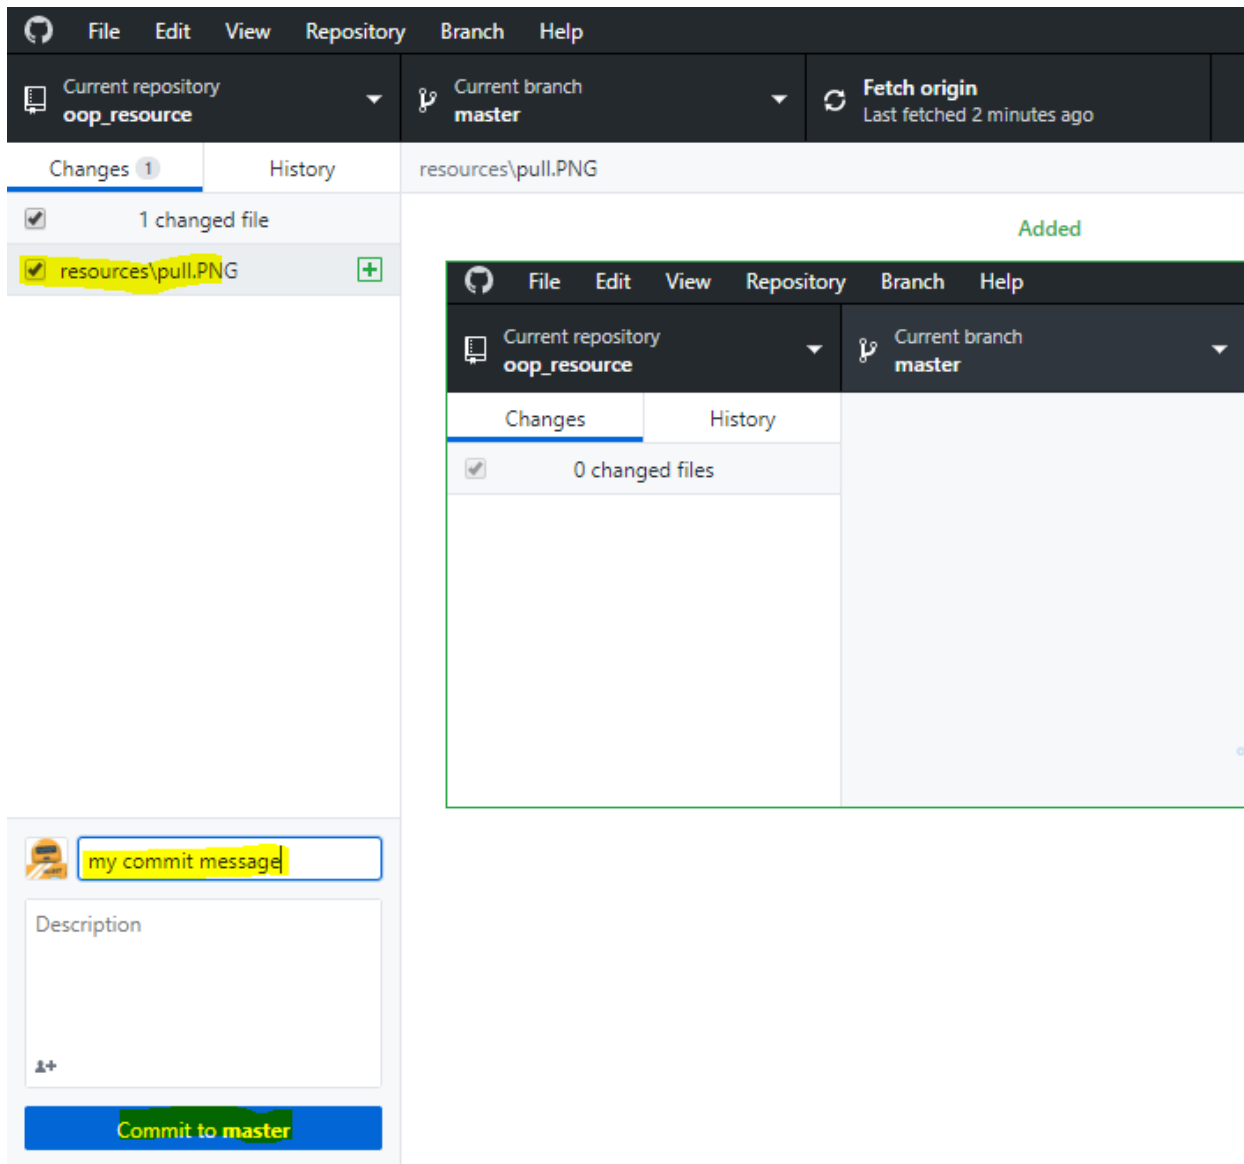 File Edit View Repository Branch Help
Current repository
oop_resource
Current branch
master
Fetch origin
Last fetched 2 minutes ago
Changes 1
History
resources\pull.PNG
1 changed file
Added
resources\pull.PNG
File Edit View Repository Branch Help
Current repository
oop_resource
Current branch
master
Changes
History
0 changed files
my commit message
Description
Commit to master